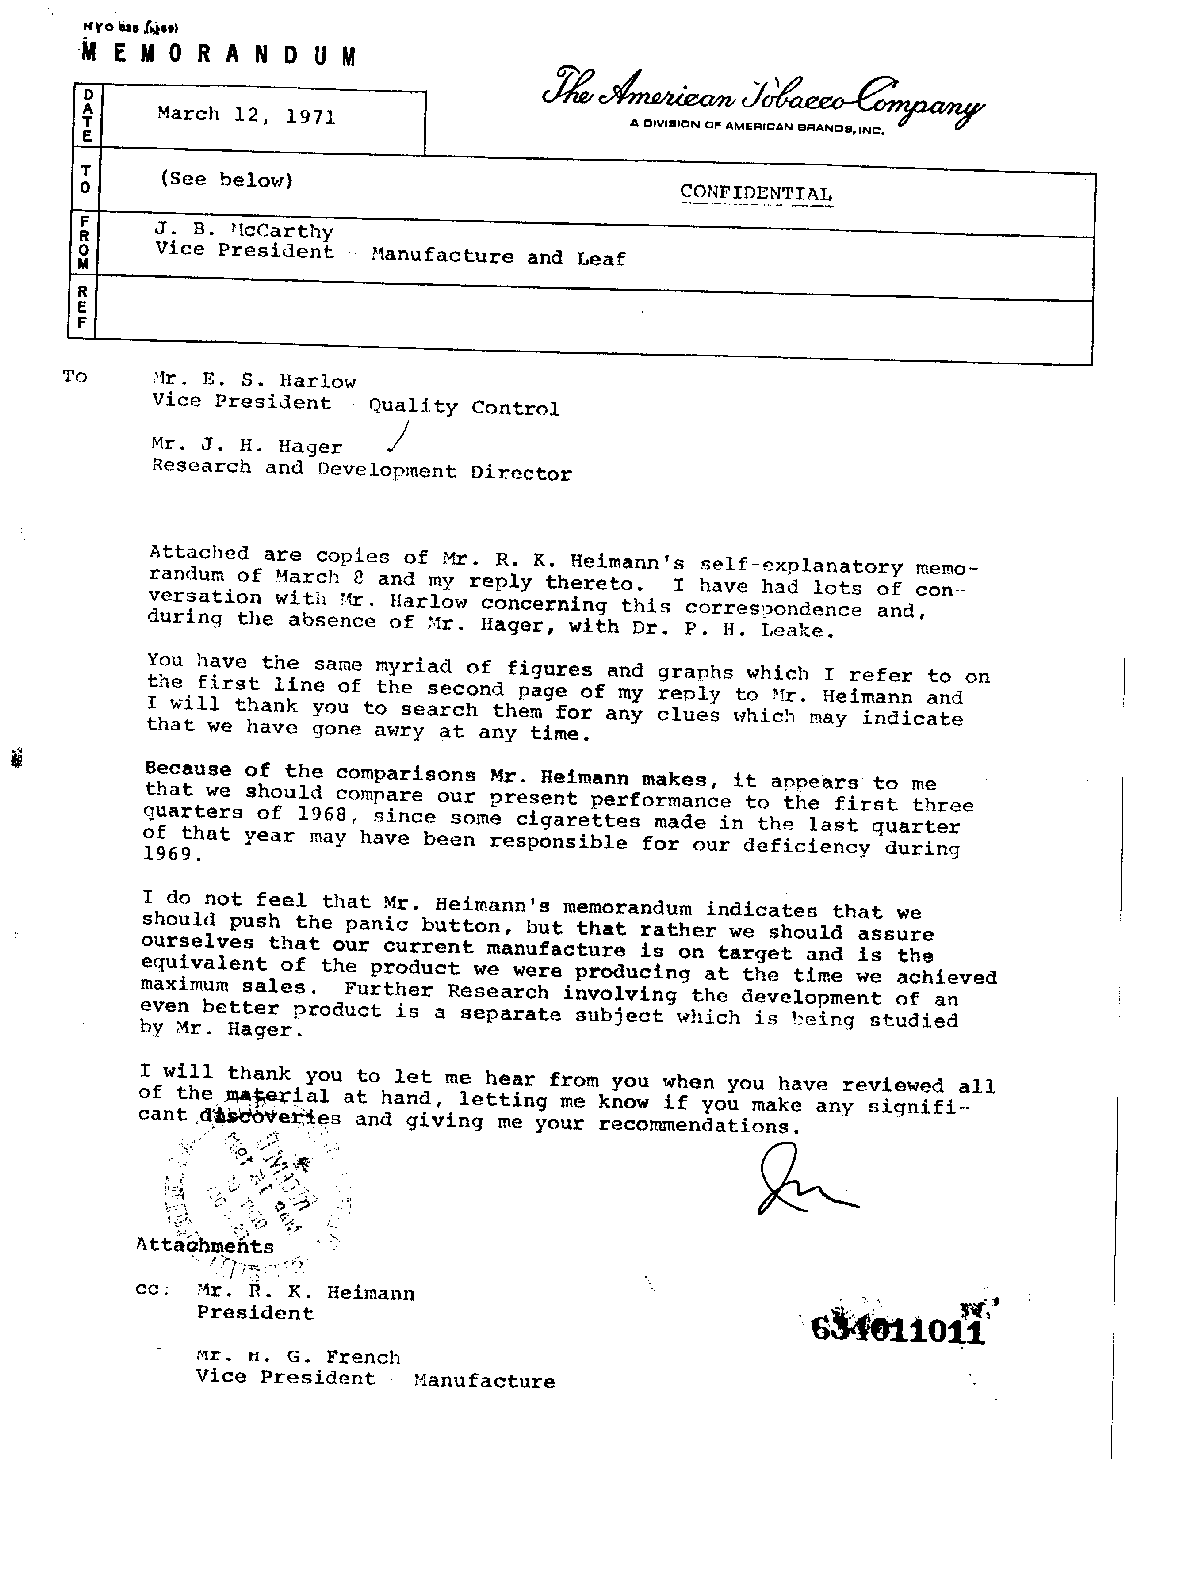 MEMORANDUM
The American Tobacco Company
A DIVISION OF AMERICAN BRANDS, INC.
DATE
March 12, 1971
TO
(See below)
CONFIDENTIAL
FROM
J. B. McCarthy
Vice President - Manufacture and Leaf
REF
To
Mr. E. S. Harlow
Vice President - Quality Control
Mr. J. H. Hager
Research and Development Director
Attached are copies of Mr. R. K. Heimann's self-explanatory memo-
randum of March 8 and my reply thereto. I have had lots of con-
versation with Mr. Harlow concerning this correspondence and,
during the absence of Mr. Hager, with Dr. P. H. Leake.
You have the same myriad of figures and graphs which I refer to on
the first line of the second page of my reply to Mr. Heimann and
I will thank you to search them for any clues which may indicate
that we have gone awry at any time.
Because of the comparisons Mr. Heimann makes, it appears to me
that we should compare our present performance to the first three
quarters of 1968, since some cigarettes made in the last quarter
of that year may have been responsible for our deficiency during
1969.
I do not feel that Mr. Heimann's memorandum indicates that we
should push the panic button, but that rather we should assure
ourselves that our current manufacture is on target and is the
equivalent of the product we were producing at the time we achieved
maximum sales. Further Research involving the development of an
even better product is a separate subject which is being studied
by Mr. Hager.
I will thank you to let me hear from you when you have reviewed all
of the material at hand, letting me know if you make any signifi-
cant discoveries and giving me your recommendations.
Attachments
cc: Mr. R. K. Heimann
President
Mr. H. G. French
Vice President - Manufacture
634011011